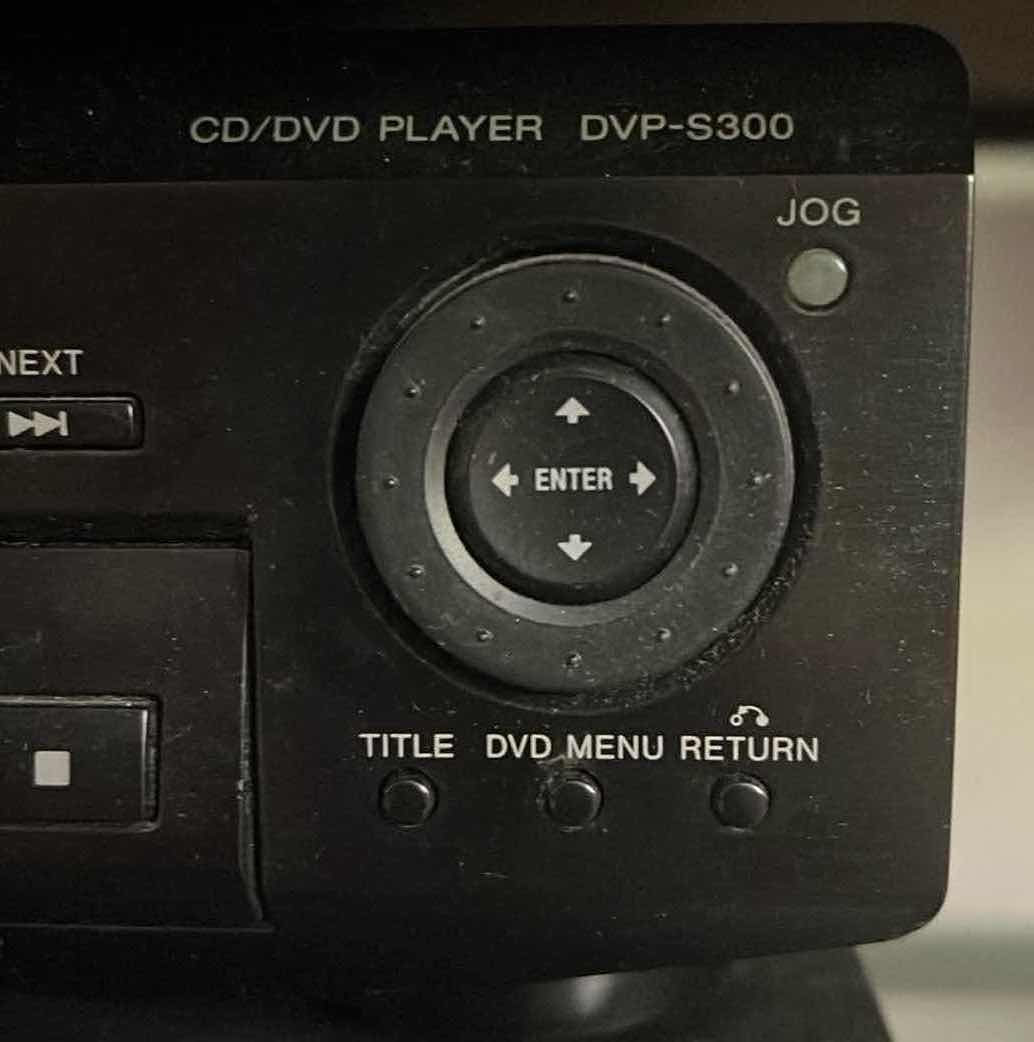 CD/DVD PLAYER DVP-S300
JOG
NEXT
ENTER
TITLE DVD MENU RETURN